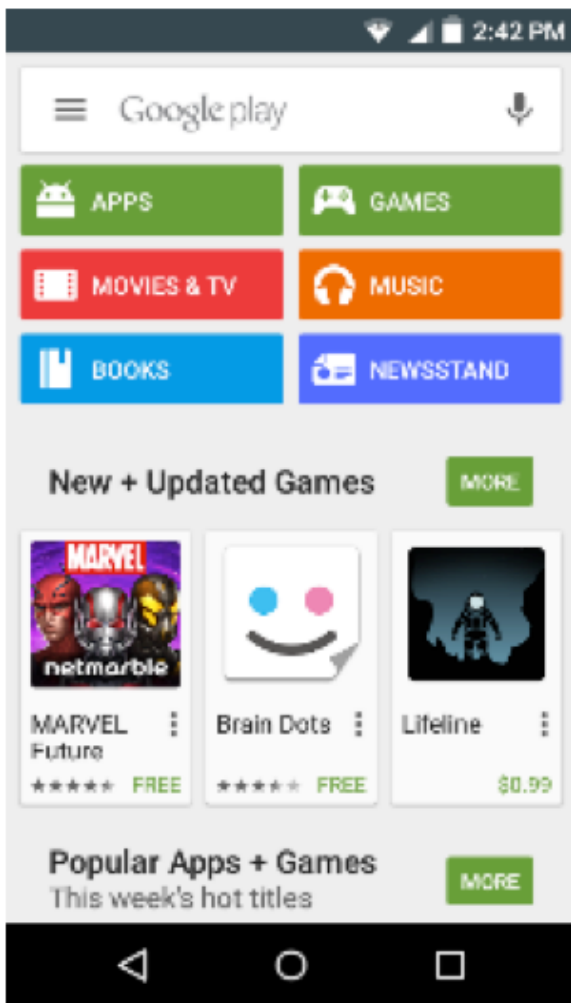 2:42 PM
Google play
APPS
GAMES
MOVIES & TV
MUSIC
BOOKS
NEWSSTAND
New + Updated Games
MORE
MARVEL
netmarble
MARVEL
Future
FREE
Brain Dots
FREE
Lifeline
$0.99
Popular Apps + Games
This week's hot titles
MORE